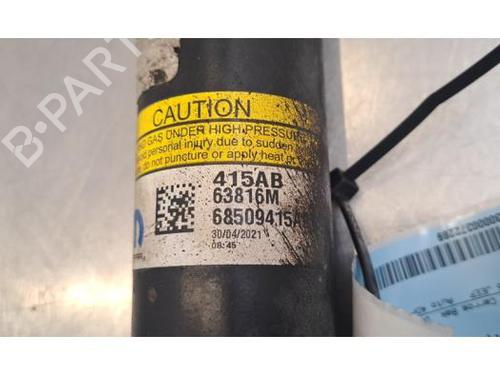 B-PARTS
CAUTION
GAS UNDER HIGH PRESSURE
personal injury due to sudden
do not puncture or apply heat
415AB
63816M
68509415A
30/04/2021
08:45